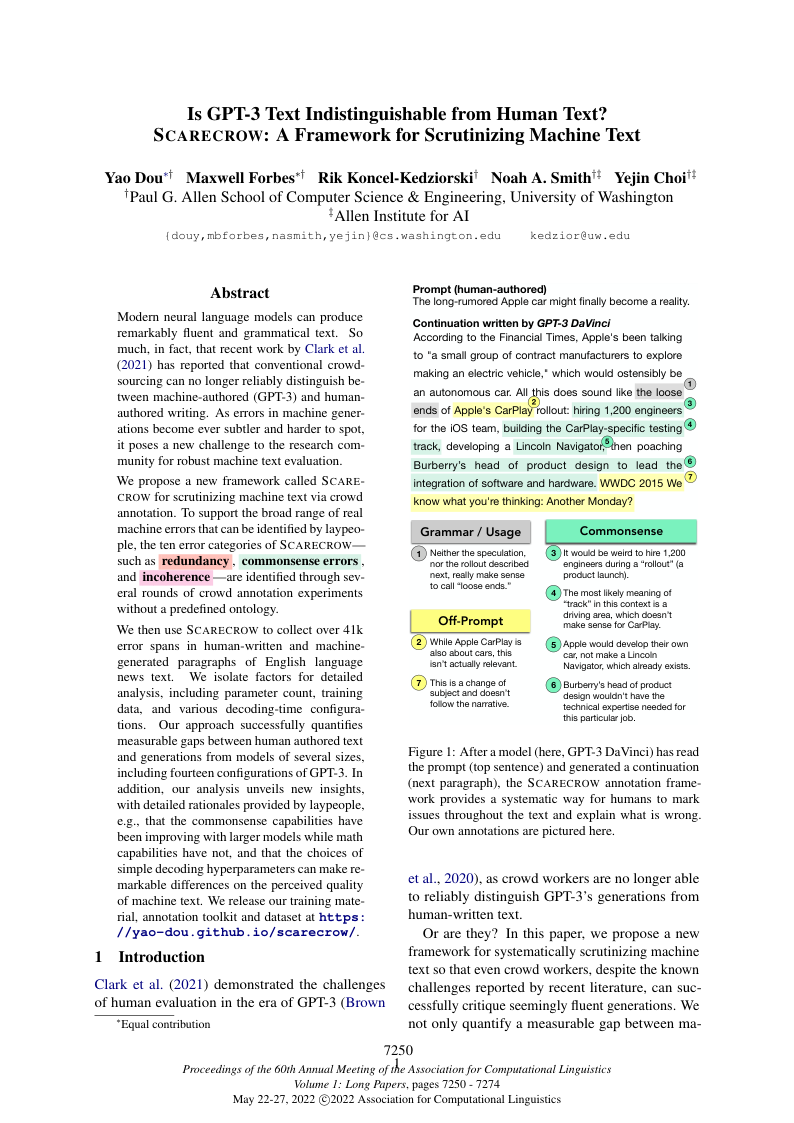 Is GPT-3 Text Indistinguishable from Human Text?
SCARECROW: A Framework for Scrutinizing Machine Text
Yao Dou*† Maxwell Forbes*† Rik Koncel-Kedziorski† Noah A. Smith†‡ Yejin Choi†‡
†Paul G. Allen School of Computer Science & Engineering, University of Washington
‡Allen Institute for AI
{douy,mbforbes,nasmith,yejin}@cs.washington.edu kedzior@uw.edu
Abstract
Modern neural language models can produce
remarkably fluent and grammatical text. So
much, in fact, that recent work by Clark et al.
(2021) has reported that conventional crowd-
sourcing can no longer reliably distinguish be-
tween machine-authored (GPT-3) and human-
authored writing. As errors in machine gener-
ations become ever subtler and harder to spot,
it poses a new challenge to the research com-
munity for robust machine text evaluation.
We propose a new framework called SCARE-
CROW for scrutinizing machine text via crowd
annotation. To support the broad range of real
machine errors that can be identified by laypeo-
ple, the ten error categories of SCARECROW—
such as redundancy, commonsense errors,
and incoherence—are identified through sev-
eral rounds of crowd annotation experiments
without a predefined ontology.
We then use SCARECROW to collect over 41k
error spans in human-written and machine-
generated paragraphs of English language
news text. We isolate factors for detailed
analysis, including parameter count, training
data, and various decoding-time configura-
tions. Our approach successfully quantifies
measurable gaps between human authored text
and generations from models of several sizes,
including fourteen configurations of GPT-3. In
addition, our analysis unveils new insights,
with detailed rationales provided by laypeople,
e.g., that the commonsense capabilities have
been improving with larger models while math
capabilities have not, and that the choices of
simple decoding hyperparameters can make re-
markable differences on the perceived quality
of machine text. We release our training mate-
rial, annotation toolkit and dataset at https:
//yao-dou.github.io/scarecrow/.
1 Introduction
Clark et al. (2021) demonstrated the challenges
of human evaluation in the era of GPT-3 (Brown
*Equal contribution
Prompt (human-authored)
The long-rumored Apple car might finally become a reality.
Continuation written by GPT-3 DaVinci
According to the Financial Times, Apple's been talking
to "a small group of contract manufacturers to explore
making an electric vehicle," which would ostensibly be
an autonomous car. All this does sound like the loose 1
ends of Apple's CarPlay 2 rollout: hiring 1,200 engineers 3
for the iOS team, building the CarPlay-specific testing 4
track, developing a Lincoln Navigator, 5 then poaching
Burberry's head of product design to lead the 6
integration of software and hardware. WWDC 2015 We 7
know what you're thinking: Another Monday?
Grammar / Usage
1 Neither the speculation,
nor the rollout described
next, really make sense
to call “loose ends.”
Off-Prompt
2 While Apple CarPlay is
also about cars, this
isn’t actually relevant.
7 This is a change of
subject and doesn’t
follow the narrative.
Commonsense
3 It would be weird to hire 1,200
engineers during a “rollout” (a
product launch).
4 The most likely meaning of
“track” in this context is a
driving area, which doesn’t
make sense for CarPlay.
5 Apple would develop their own
car, not make a Lincoln
Navigator, which already exists.
6 Burberry’s head of product
design wouldn’t have the
technical expertise needed for
this particular job.
Figure 1: After a model (here, GPT-3 DaVinci) has read
the prompt (top sentence) and generated a continuation
(next paragraph), the SCARECROW annotation frame-
work provides a systematic way for humans to mark
issues throughout the text and explain what is wrong.
Our own annotations are pictured here.
et al., 2020), as crowd workers are no longer able
to reliably distinguish GPT-3’s generations from
human-written text.
Or are they? In this paper, we propose a new
framework for systematically scrutinizing machine
text so that even crowd workers, despite the known
challenges reported by recent literature, can suc-
cessfully critique seemingly fluent generations. We
not only quantify a measurable gap between ma-
7250
1
Proceedings of the 60th Annual Meeting of the Association for Computational Linguistics
Volume 1: Long Papers, pages 7250 - 7274
May 22-27, 2022 ©2022 Association for Computational Linguistics